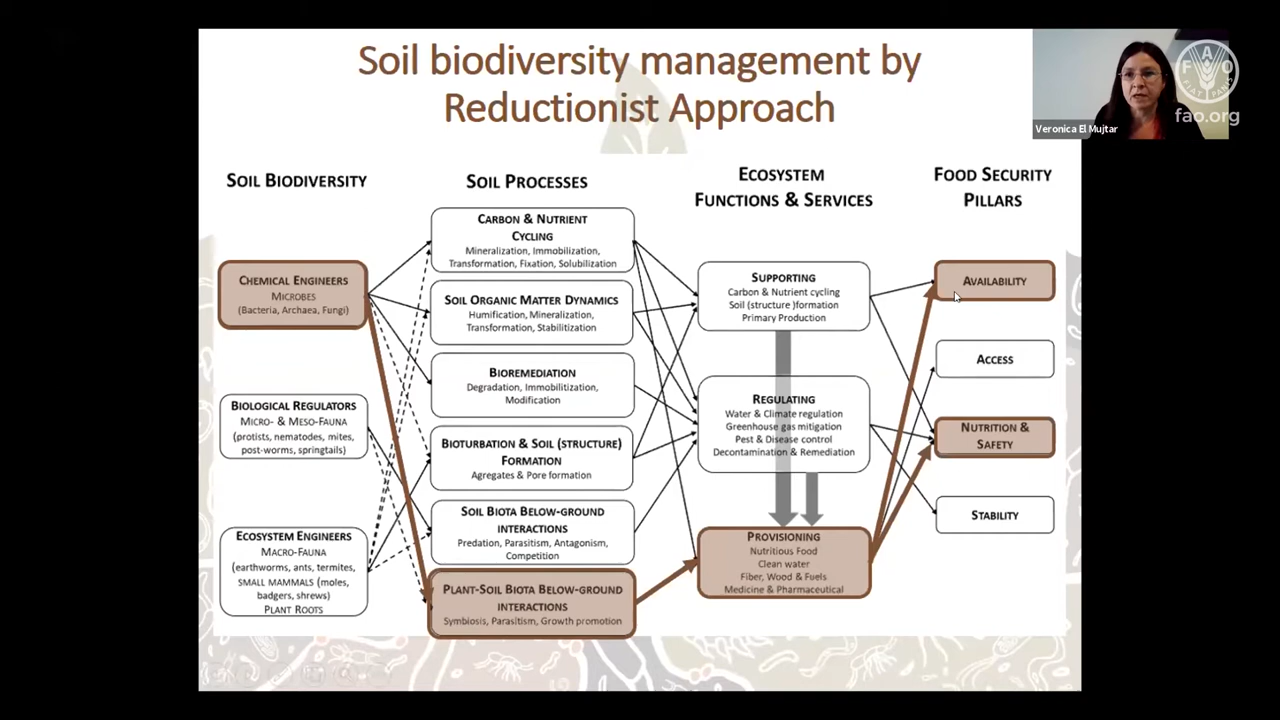 Soil biodiversity management by
Reductionist Approach
Veronica El Mujtar
F A O
FIAT PANIS
fao.org
SOIL BIODIVERSITY
CHEMICAL ENGINEERS
MICROBES
(Bacteria, Archaea, Fungi)
BIOLOGICAL REGULATORS
MICRO- & MESO-FAUNA
(protists, nematodes, mites,
post-worms, springtails)
ECOSYSTEM ENGINEERS
MACRO-FAUNA
(earthworms, ants, termites,
SMALL MAMMALS (moles,
badgers, shrews)
PLANT ROOTS
SOIL PROCESSES
CARBON & NUTRIENT
CYCLING
Mineralization, Immobilization,
Transformation, Fixation, Solubilization
SOIL ORGANIC MATTER DYNAMICS
Humification, Mineralization,
Transformation, Stabilitization
BIOREMEDIATION
Degradation, Immobilitization,
Modification
BIOTURBATION & SOIL (STRUCTURE)
FORMATION
Agregates & Pore formation
SOIL BIOTA BELOW-GROUND
INTERACTIONS
Predation, Parasitism, Antagonism,
Competition
PLANT-SOIL BIOTA BELOW-GROUND
INTERACTIONS
Symbiosis, Parasitism, Growth promotion
ECOSYSTEM
FUNCTIONS & SERVICES
SUPPORTING
Carbon & Nutrient cycling
Soil (structure )formation
Primary Production
REGULATING
Water & Climate regulation
Greenhouse gas mitigation
Pest & Disease control
Decontamination & Remediation
PROVISIONING
Nutritious Food
Clean water
Fiber, Wood & Fuels
Medicine & Pharmaceutical
FOOD SECURITY
PILLARS
AVAILABILITY
ACCESS
NUTRITION &
SAFETY
STABILITY